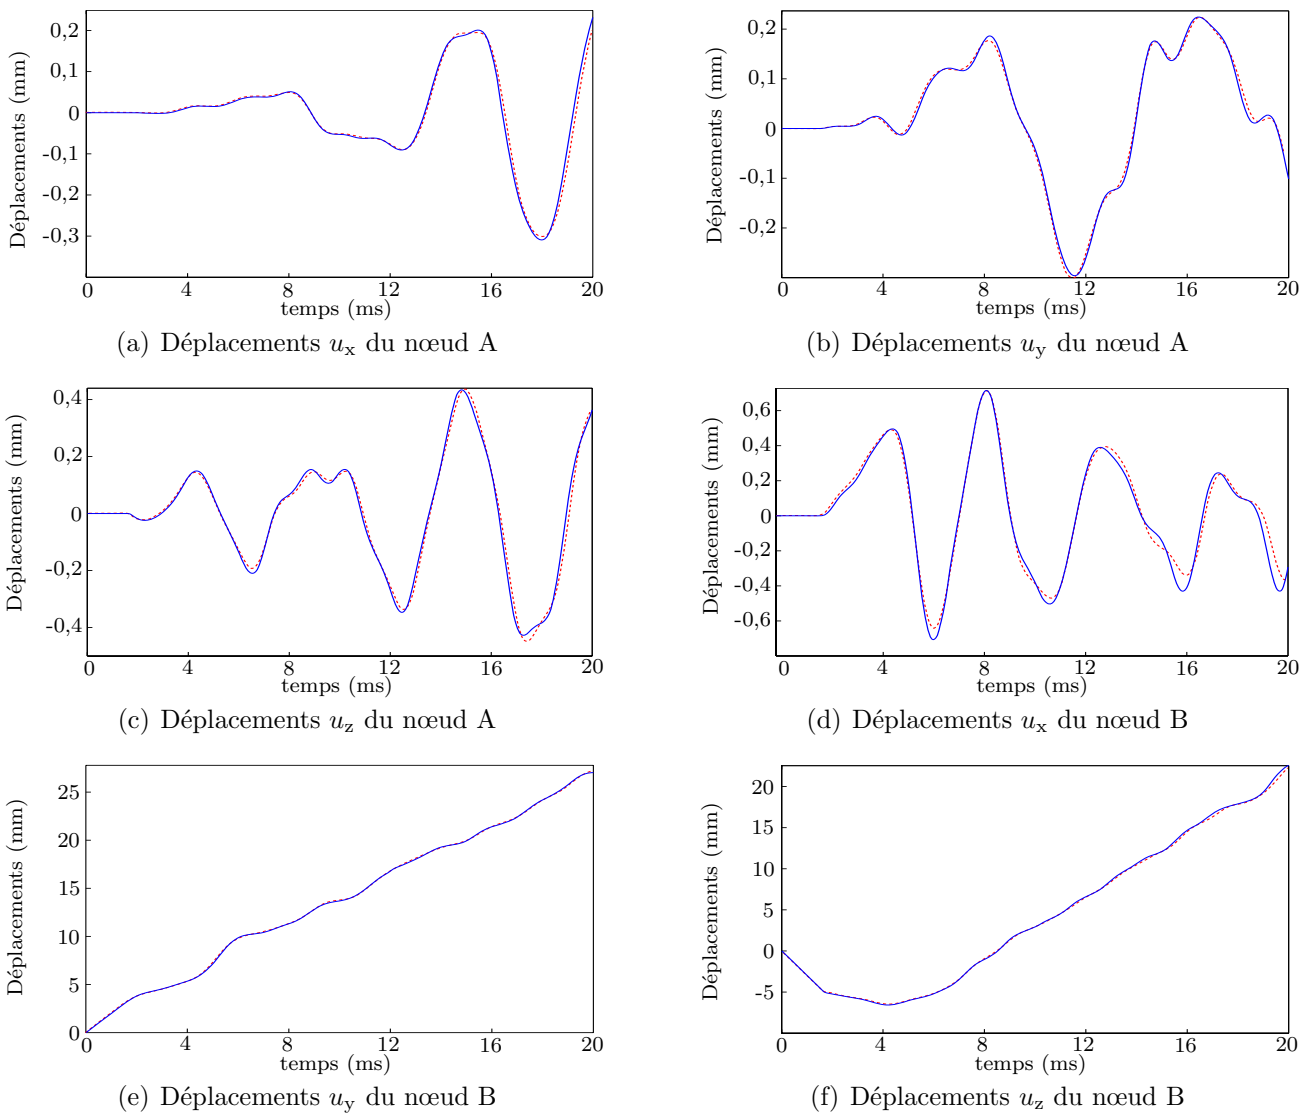 Déplacements (mm)
0,2
0,1
0
-0,1
-0,3
0 4 8 12 16 20
temps (ms)
(a) Déplacements ux du nœud A
Déplacements (mm)
0,2
0,1
0
-0,1
-0,2
0 4 8 12 16 20
temps (ms)
(b) Déplacements uy du nœud A
Déplacements (mm)
0,4
0,2
0
-0,2
-0,4
0 4 8 12 16 20
temps (ms)
(c) Déplacements uz du nœud A
Déplacements (mm)
0,6
0,4
0,2
0
-0,2
-0,4
-0,6
0 4 8 12 16 20
temps (ms)
(d) Déplacements ux du nœud B
Déplacements (mm)
25
20
15
10
5
0
0 4 8 12 16 20
temps (ms)
(e) Déplacements uy du nœud B
Déplacements (mm)
20
15
10
5
0
-5
0 4 8 12 16 20
temps (ms)
(f) Déplacements uz du nœud B